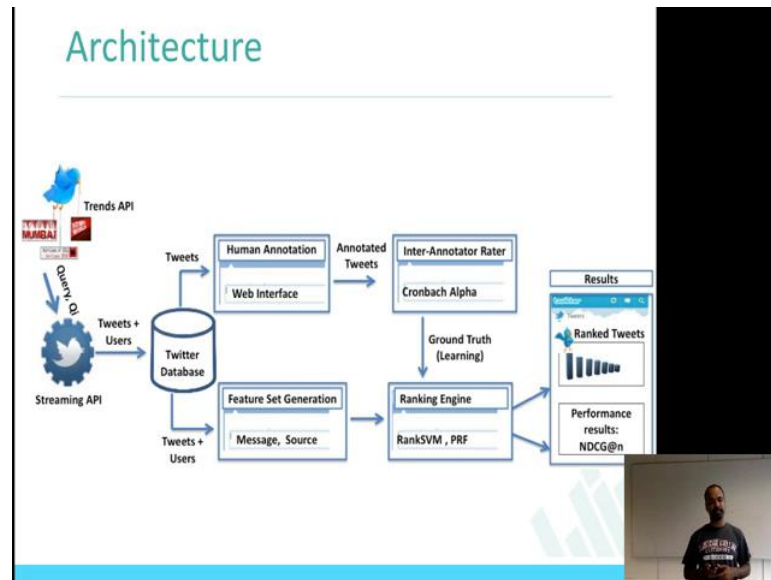 Architecture
Trends API
MUMBAI
Query, Qi
Streaming API
Tweets +
Users
Twitter
Database
Tweets
Human Annotation
Web Interface
Annotated
Tweets
Inter-Annotator Rater
Cronbach Alpha
Ground Truth
(Learning)
Tweets +
Users
Feature Set Generation
Message, Source
Ranking Engine
RankSVM , PRF
Results
twitter
Tweets
Ranked Tweets
Performance
results:
NDCG@n